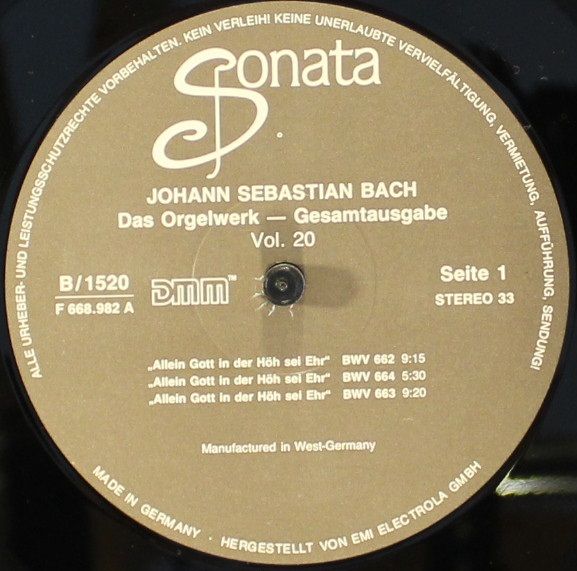 ALLE URHEBER- UND LEISTUNGSSCHUTZRECHTE VORBEHALTEN. KEIN VERLEIH! KEINE UNERLAUBTE VERVIELFÄLTIGUNG, VERMIETUNG, AUFFÜHRUNG, SENDUNG!
Sonata
JOHANN SEBASTIAN BACH
Das Orgelwerk — Gesamtausgabe
Vol. 20
B/1520 DMM™ Seite 1
F 668.982 A STEREO 33
„Allein Gott in der Höh sei Ehr“ BWV 662 9:15
„Allein Gott in der Höh sei Ehr“ BWV 664 5:30
„Allein Gott in der Höh sei Ehr“ BWV 663 9:20
Manufactured in West-Germany
MADE IN GERMANY · HERGESTELLT VON EMI ELECTROLA GMBH